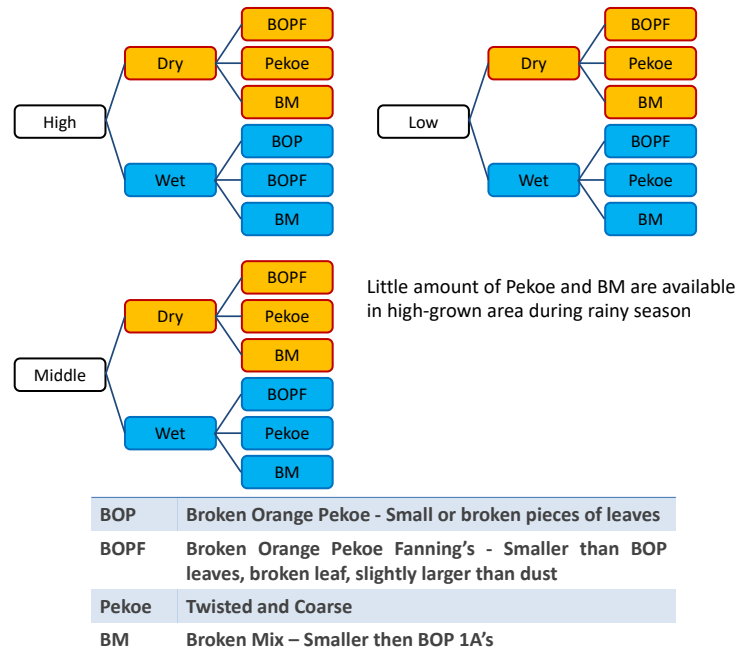 High
Dry
BOPF
Pekoe
BM
Wet
BOP
BOPF
BM
Low
Dry
BOPF
Pekoe
BM
Wet
BOPF
Pekoe
BM
Middle
Dry
BOPF
Pekoe
BM
Wet
BOPF
Pekoe
BM
Little amount of Pekoe and BM are available
in high-grown area during rainy season
BOP Broken Orange Pekoe - Small or broken pieces of leaves
BOPF Broken Orange Pekoe Fanning's - Smaller than BOP
leaves, broken leaf, slightly larger than dust
Pekoe Twisted and Coarse
BM Broken Mix – Smaller then BOP 1A's